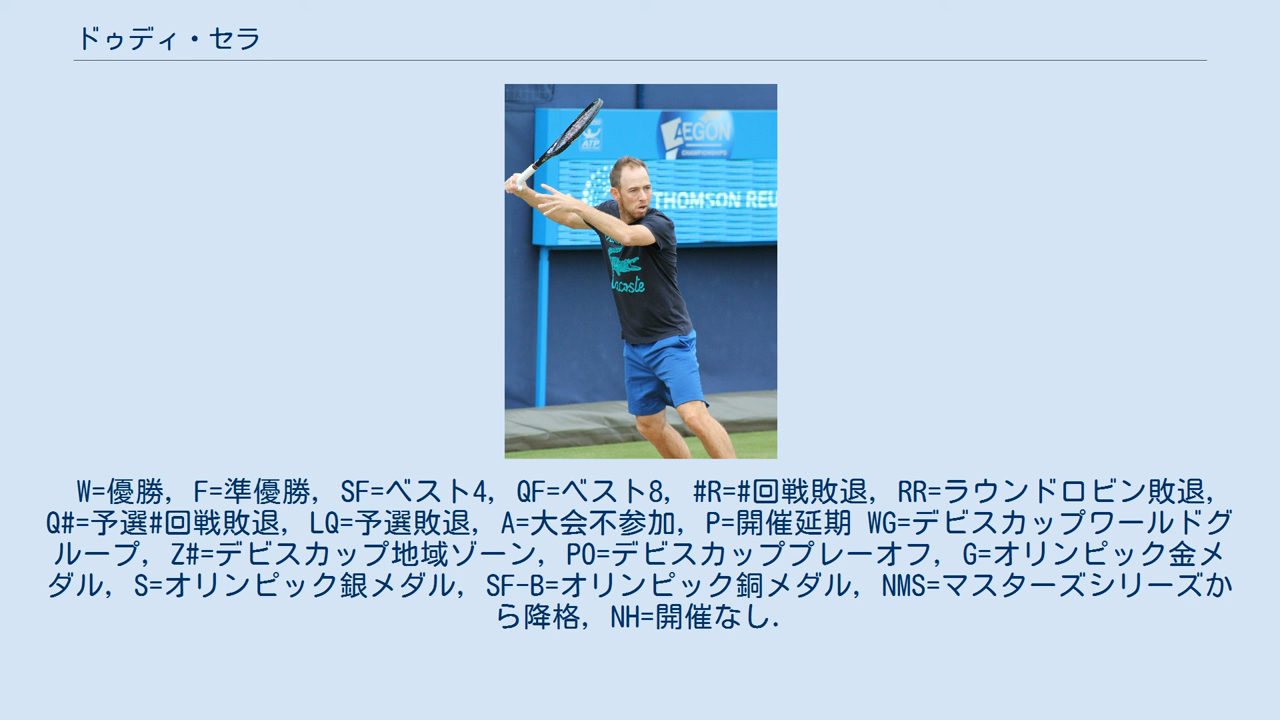 ドゥディ・セラ
ATP
AEGON
CHAMPIONSHIPS
THOMSON REU
Lacoste
W=優勝, F=準優勝, SF=ベスト4, QF=ベスト8, #R=#回戦敗退, RR=ラウンドロビン敗退,
Q#=予選#回戦敗退, LQ=予選敗退, A=大会不参加, P=開催延期 WG=デビスカップワールドグ
ループ, Z#=デビスカップ地域ゾーン, PO=デビスカッププレーオフ, G=オリンピック金メ
ダル, S=オリンピック銀メダル, SF-B=オリンピック銅メダル, NMS=マスターズシリーズか
ら降格, NH=開催なし.